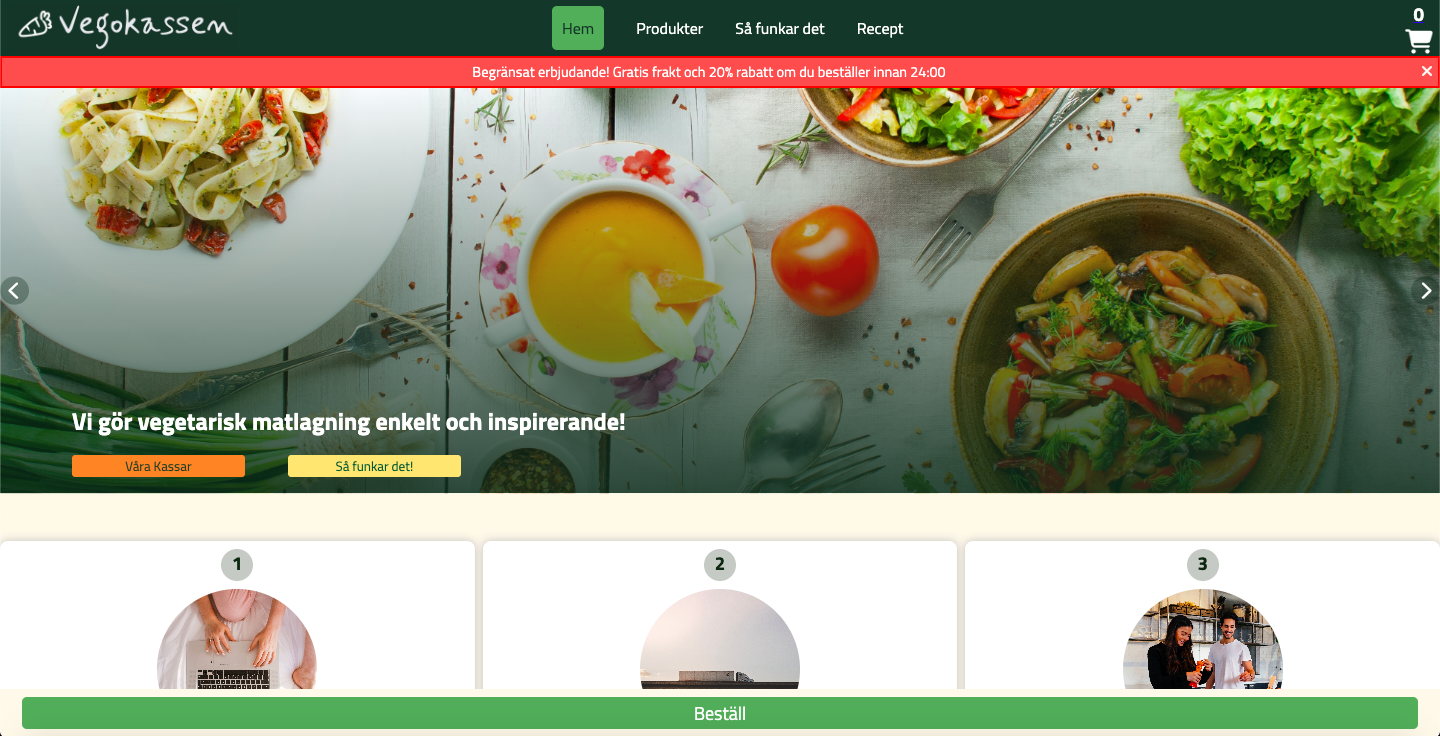 Vegokassen
Hem Produkter Så funkar det Recept
0
Begränsat erbjudande! Gratis frakt och 20% rabatt om du beställer innan 24:00
Vi gör vegetarisk matlagning enkelt och inspirerande!
Våra Kassar Så funkar det!
1 2 3
Beställ